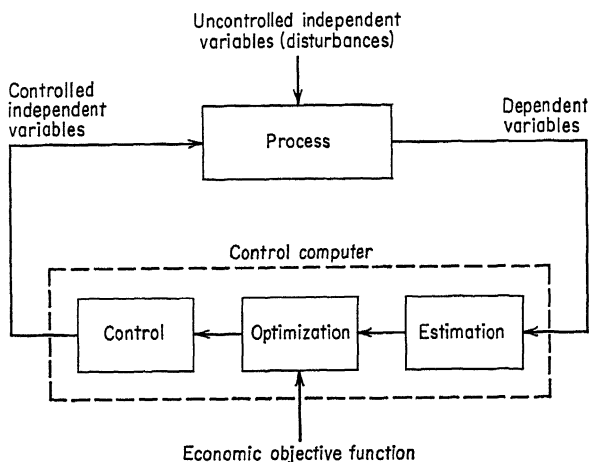 Uncontrolled independent
variables (disturbances)
Controlled
independent
variables
Dependent
variables
Process
Control computer
Control
Optimization
Estimation
Economic objective function